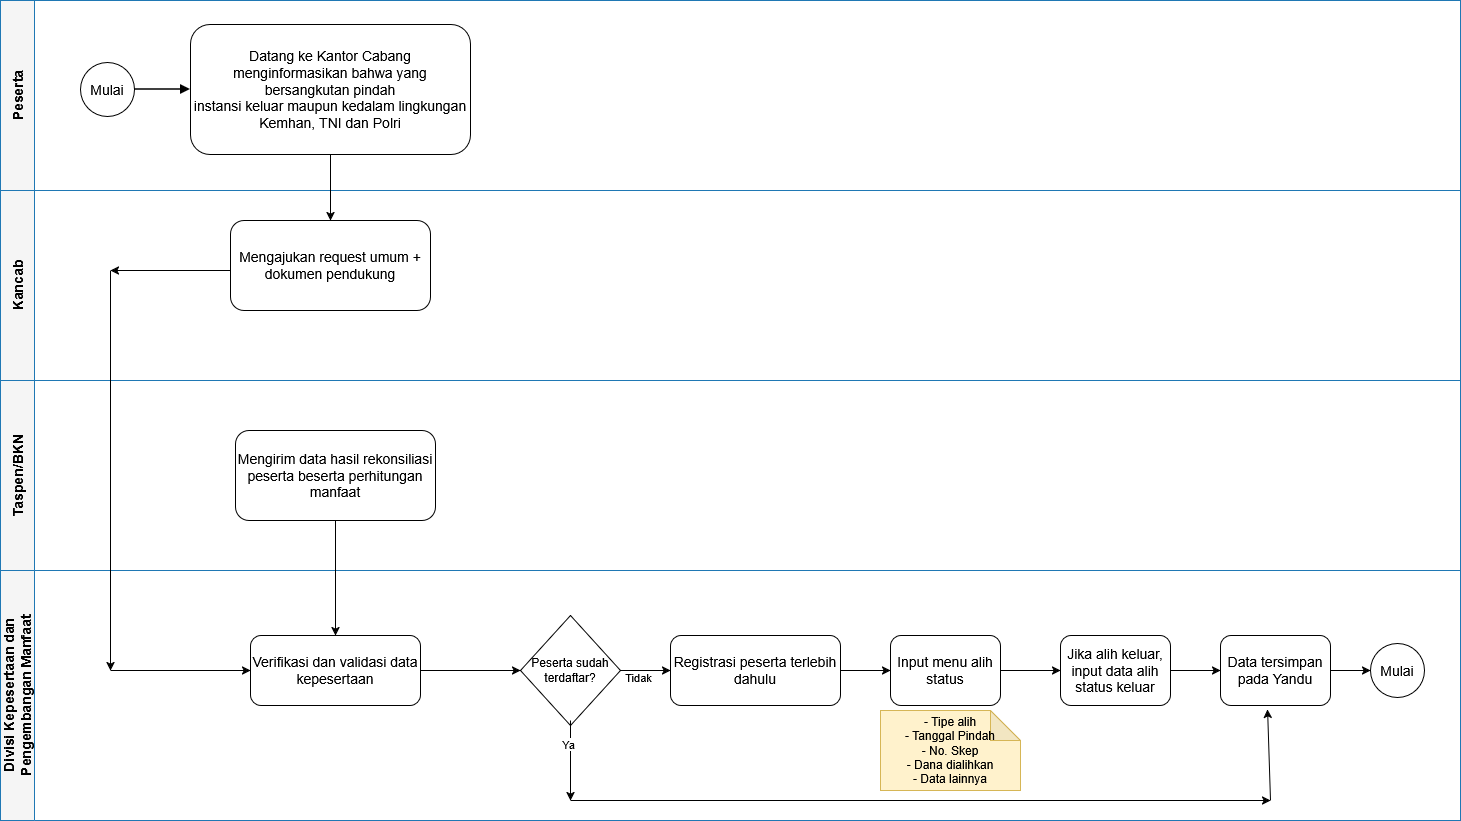 Peserta
Mulai
Datang ke Kantor Cabang
menginformasikan bahwa yang
bersangkutan pindah
instansi keluar maupun kedalam lingkungan
Kemhan, TNI dan Polri
Kancab
Mengajukan request umum +
dokumen pendukung
Taspen/BKN
Mengirim data hasil rekonsiliasi
peserta beserta perhitungan
manfaat
Divisi Kepesertaan dan
Pengembangan Manfaat
Verifikasi dan validasi data
kepesertaan
Peserta sudah
terdaftar?
Tidak
Ya
Registrasi peserta terlebih
dahulu
Input menu alih
status
- Tipe alih
- Tanggal Pindah
- No. Skep
- Dana dialihkan
- Data lainnya
Jika alih keluar,
input data alih
status keluar
Data tersimpan
pada Yandu
Mulai